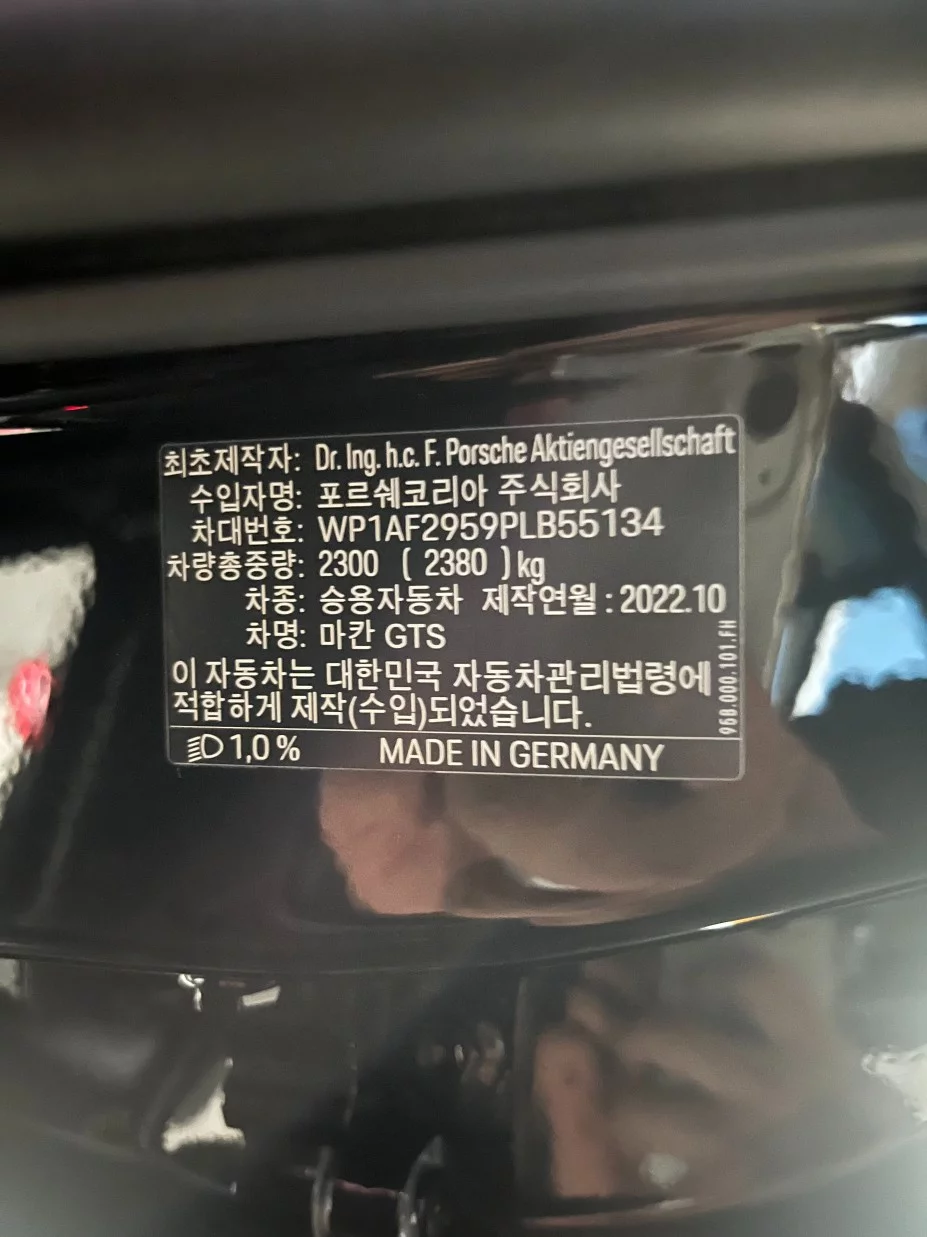 최초제작자: Dr. Ing. h.c. F. Porsche Aktiengesellschaft
수입자명: 포르쉐코리아 주식회사
차대번호: WP1AF2959PLB55134
차량총중량: 2300 ( 2380 )kg
차종: 승용자동차 제작연월 : 2022.10
차명: 마칸 GTS
이 자동차는 대한민국 자동차관리법령에
적합하게 제작(수입)되었습니다.
968.000.101.FH
1,0 % MADE IN GERMANY